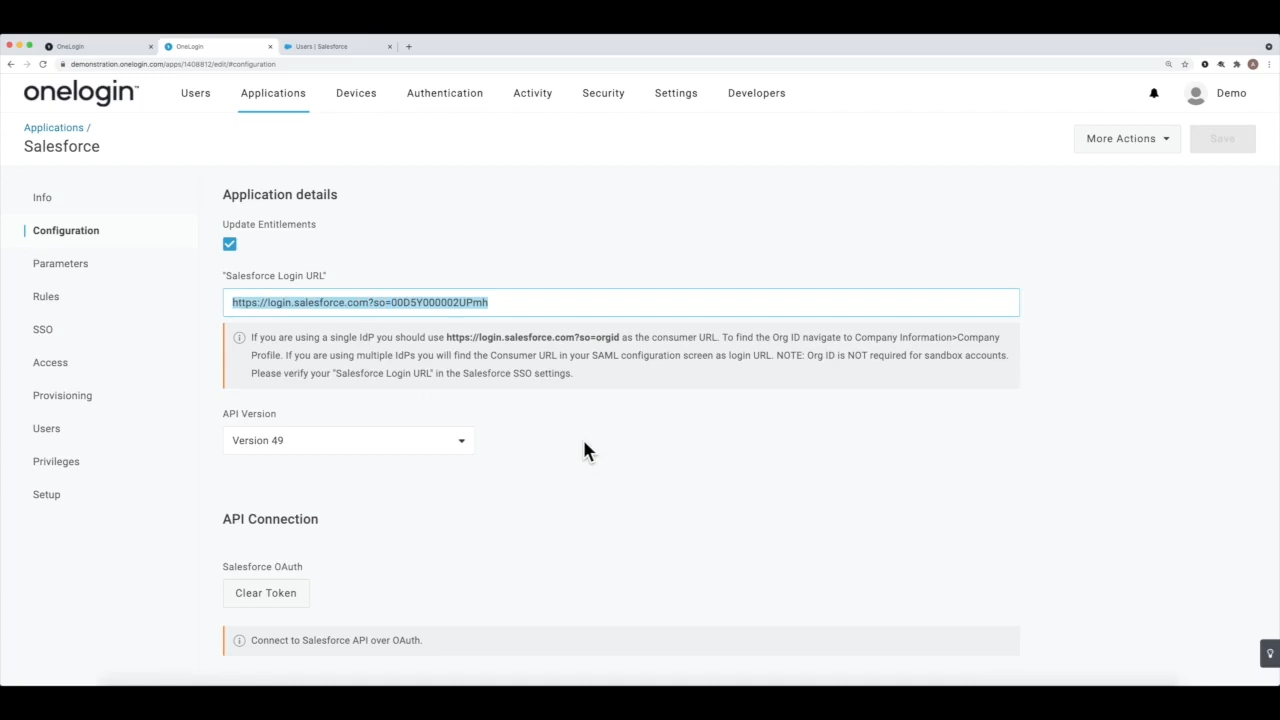 OneLogin
OneLogin
Users | Salesforce
demonstration.onelogin.com/apps/1408812/edit/#configuration
onelogin™
Users
Applications
Devices
Authentication
Activity
Security
Settings
Developers
Demo
Applications /
Salesforce
More Actions
Save
Info
Configuration
Parameters
Rules
SSO
Access
Provisioning
Users
Privileges
Setup
Application details
Update Entitlements
"Salesforce Login URL"
https://login.salesforce.com?so=00D5Y000002UPmh
If you are using a single IdP you should use https://login.salesforce.com?so=orgid as the consumer URL. To find the Org ID navigate to Company Information>Company
Profile. If you are using multiple IdPs you will find the Consumer URL in your SAML configuration screen as login URL. NOTE: Org ID is NOT required for sandbox accounts.
Please verify your "Salesforce Login URL" in the Salesforce SSO settings.
API Version
Version 49
API Connection
Salesforce OAuth
Clear Token
Connect to Salesforce API over OAuth.